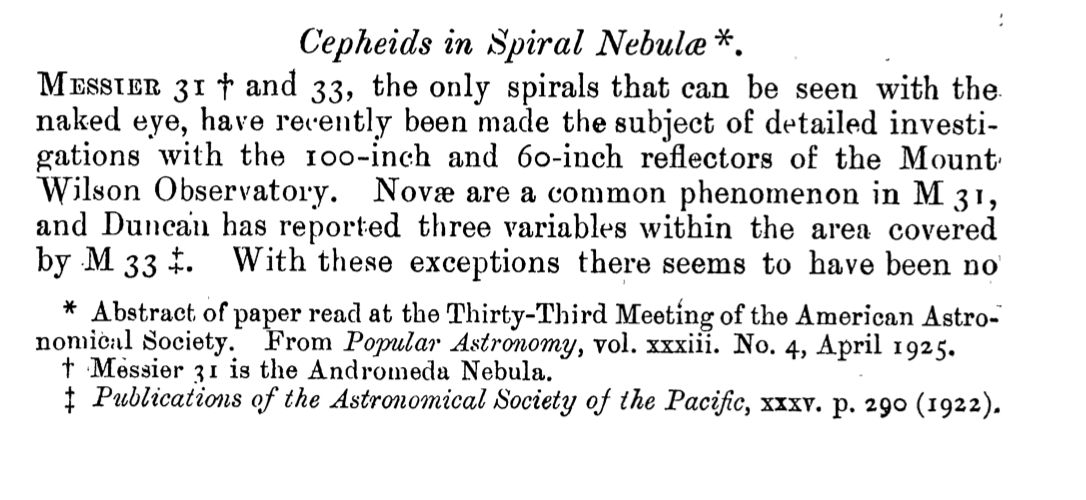 Cepheids in Spiral Nebulæ *.
MESSIER 31 † and 33, the only spirals that can be seen with the
naked eye, have recently been made the subject of detailed investi-
gations with the 100-inch and 60-inch reflectors of the Mount
Wilson Observatory. Novæ are a common phenomenon in M 31,
and Duncan has reported three variables within the area covered
by M 33 ‡. With these exceptions there seems to have been no
* Abstract of paper read at the Thirty-Third Meeting of the American Astro-
nomical Society. From Popular Astronomy, vol. xxxiii. No. 4, April 1925.
† Messier 31 is the Andromeda Nebula.
‡ Publications of the Astronomical Society of the Pacific, xxxv. p. 290 (1922).